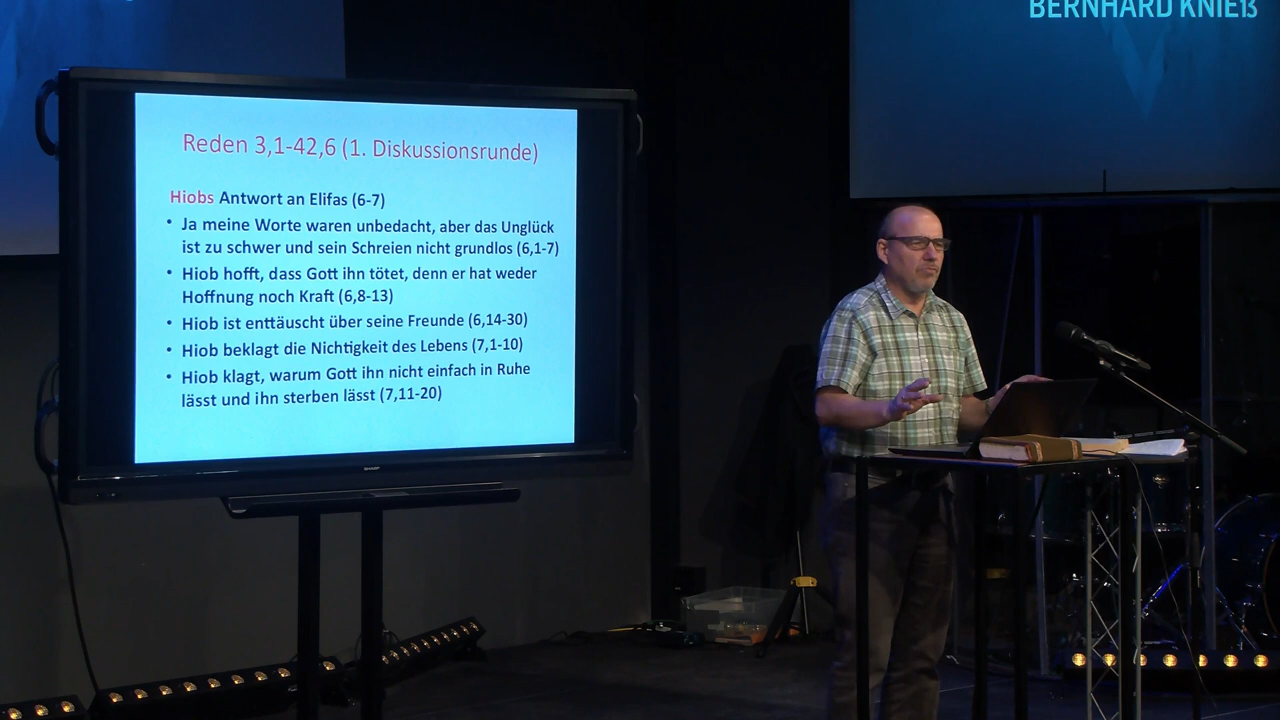 BERNHARD KNIEß
Reden 3,1-42,6 (1. Diskussionsrunde)
Hiobs Antwort an Elifas (6-7)
• Ja meine Worte waren unbedacht, aber das Unglück
ist zu schwer und sein Schreien nicht grundlos (6,1-7)
• Hiob hofft, dass Gott ihn tötet, denn er hat weder
Hoffnung noch Kraft (6,8-13)
• Hiob ist enttäuscht über seine Freunde (6,14-30)
• Hiob beklagt die Nichtigkeit des Lebens (7,1-10)
• Hiob klagt, warum Gott ihn nicht einfach in Ruhe
lässt und ihn sterben lässt (7,11-20)
SHARP